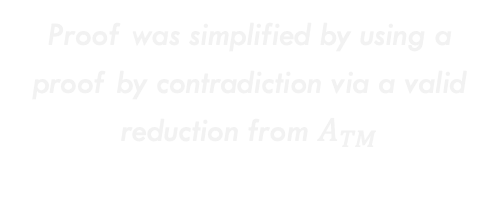 Proof was simplified by using a
proof by contradiction via a valid
reduction from A_TM